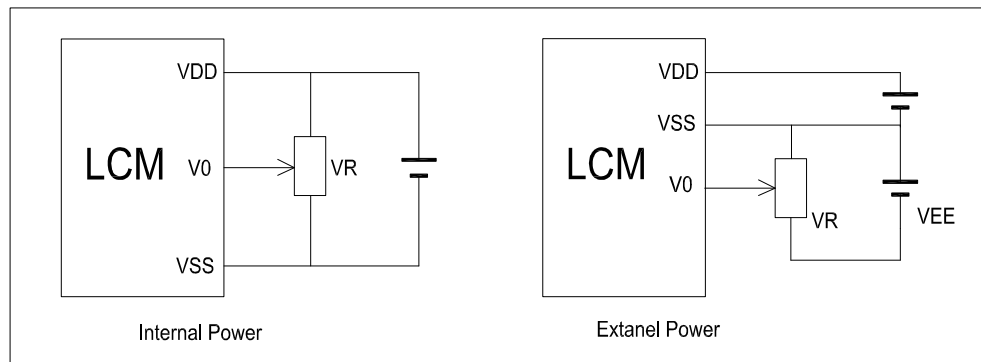 VDD
LCM
V0
VR
VSS
Internal Power
VDD
VSS
LCM
V0
VR
VEE
Extanel Power